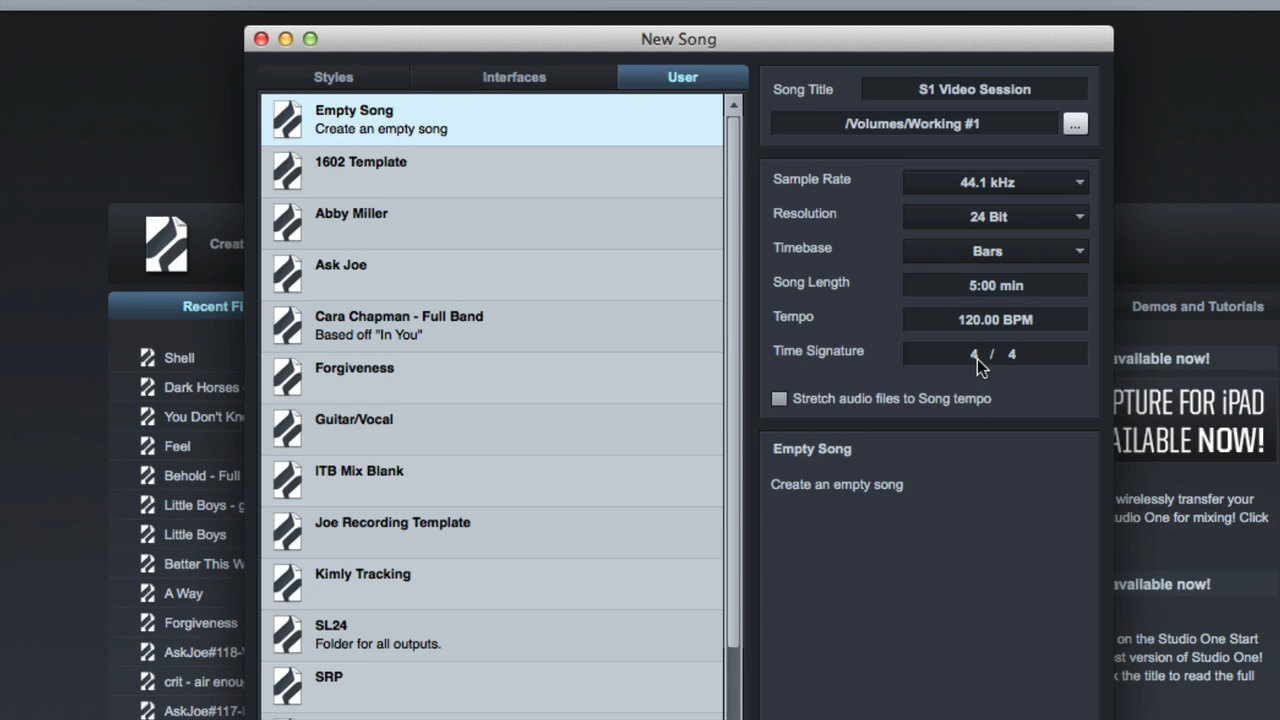 New Song
Styles
Interfaces
User
Empty Song
Create an empty song
1602 Template
Abby Miller
Ask Joe
Cara Chapman - Full Band
Based off "In You"
Forgiveness
Guitar/Vocal
ITB Mix Blank
Joe Recording Template
Kimly Tracking
SL24
Folder for all outputs.
SRP
Song Title
S1 Video Session
/Volumes/Working #1
...
Sample Rate
44.1 kHz
Resolution
24 Bit
Timebase
Bars
Song Length
5:00 min
Tempo
120.00 BPM
Time Signature
4 / 4
Stretch audio files to Song tempo
Empty Song
Create an empty song
Creat
Recent Fi
Shell
Dark Horses -
You Don't Kn
Feel
Behold - Full
Little Boys - g
Little Boys
Better This W
A Way
Forgiveness
AskJoe#118-
crit - air enou
AskJoe#117-
Demos and Tutorials
vailable now!
PTURE FOR iPAD
AILABLE NOW!
wirelessly transfer your
udio One for mixing! Click
available now!
on the Studio One Start
st version of Studio One!
k the title to read the full